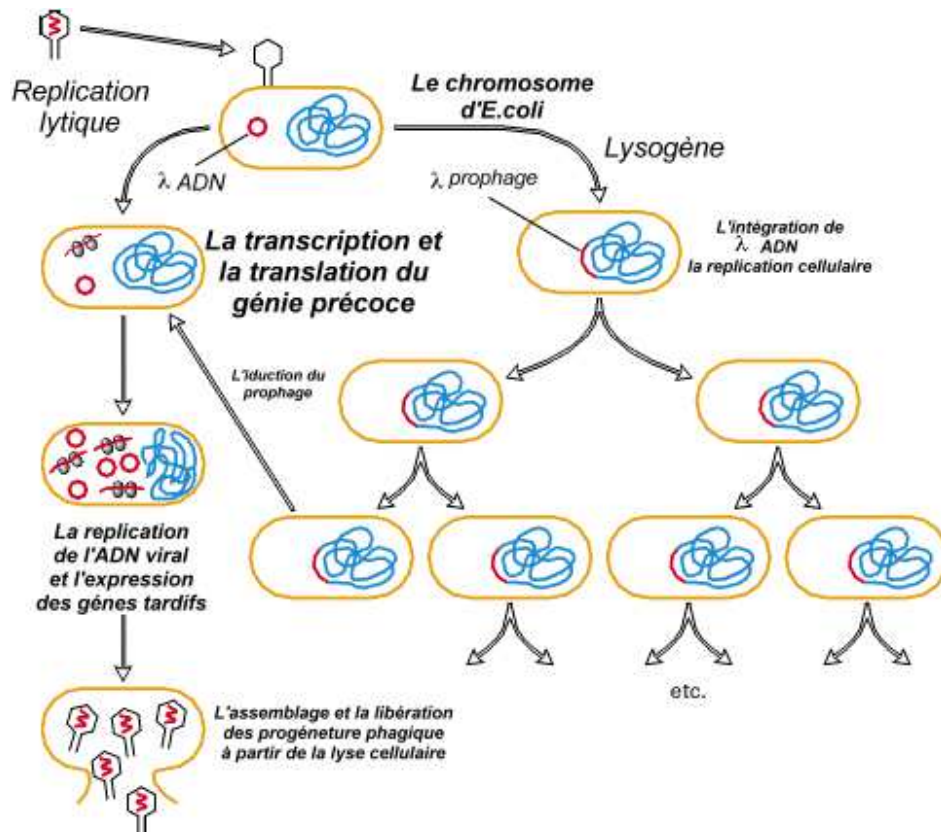 Replication
lytique
Le chromosome
d'E.coli
Lysogène
λ ADN
λ prophage
L'intégration de
λ ADN
la replication cellulaire
La transcription et
la translation du
génie précoce
L'iduction du
prophage
La replication
de l'ADN viral
et l'expression
des génes tardifs
etc.
L'assemblage et la libération
des progéneture phagique
à partir de la lyse cellulaire